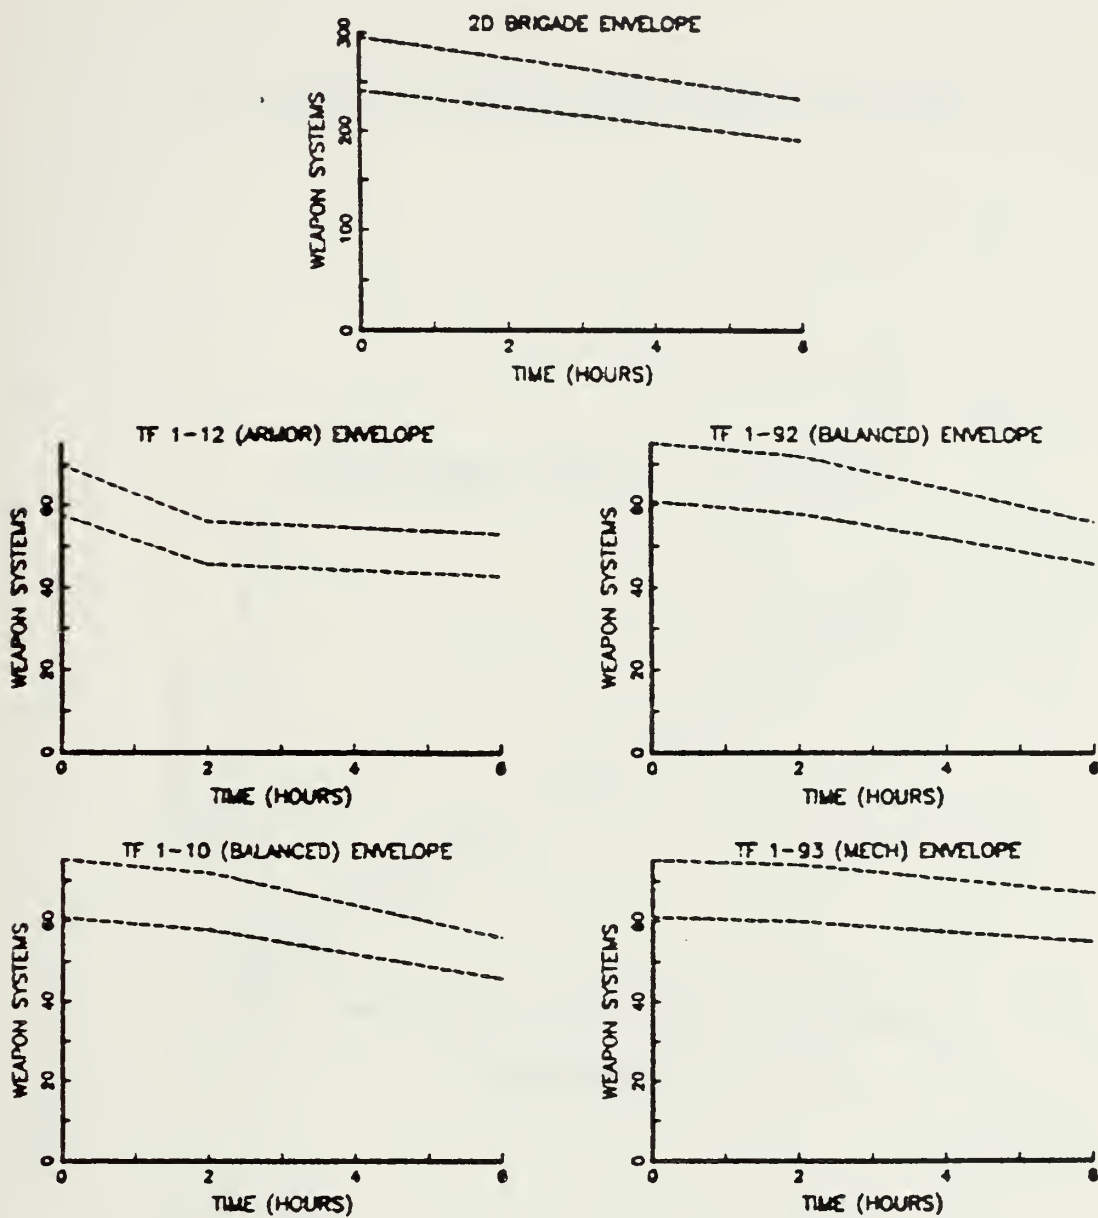 2D BRIGADE ENVELOPE
300
200
100
0
WEAPON SYSTEMS
0 2 4 6
TIME (HOURS)
TF 1-12 (ARMOR) ENVELOPE
60
40
20
0
WEAPON SYSTEMS
0 2 4 6
TIME (HOURS)
TF 1-92 (BALANCED) ENVELOPE
60
40
20
0
WEAPON SYSTEMS
0 2 4 6
TIME (HOURS)
TF 1-10 (BALANCED) ENVELOPE
60
40
20
0
WEAPON SYSTEMS
0 2 4 6
TIME (HOURS)
TF 1-93 (MECH) ENVELOPE
60
40
20
0
WEAPON SYSTEMS
0 2 4 6
TIME (HOURS)